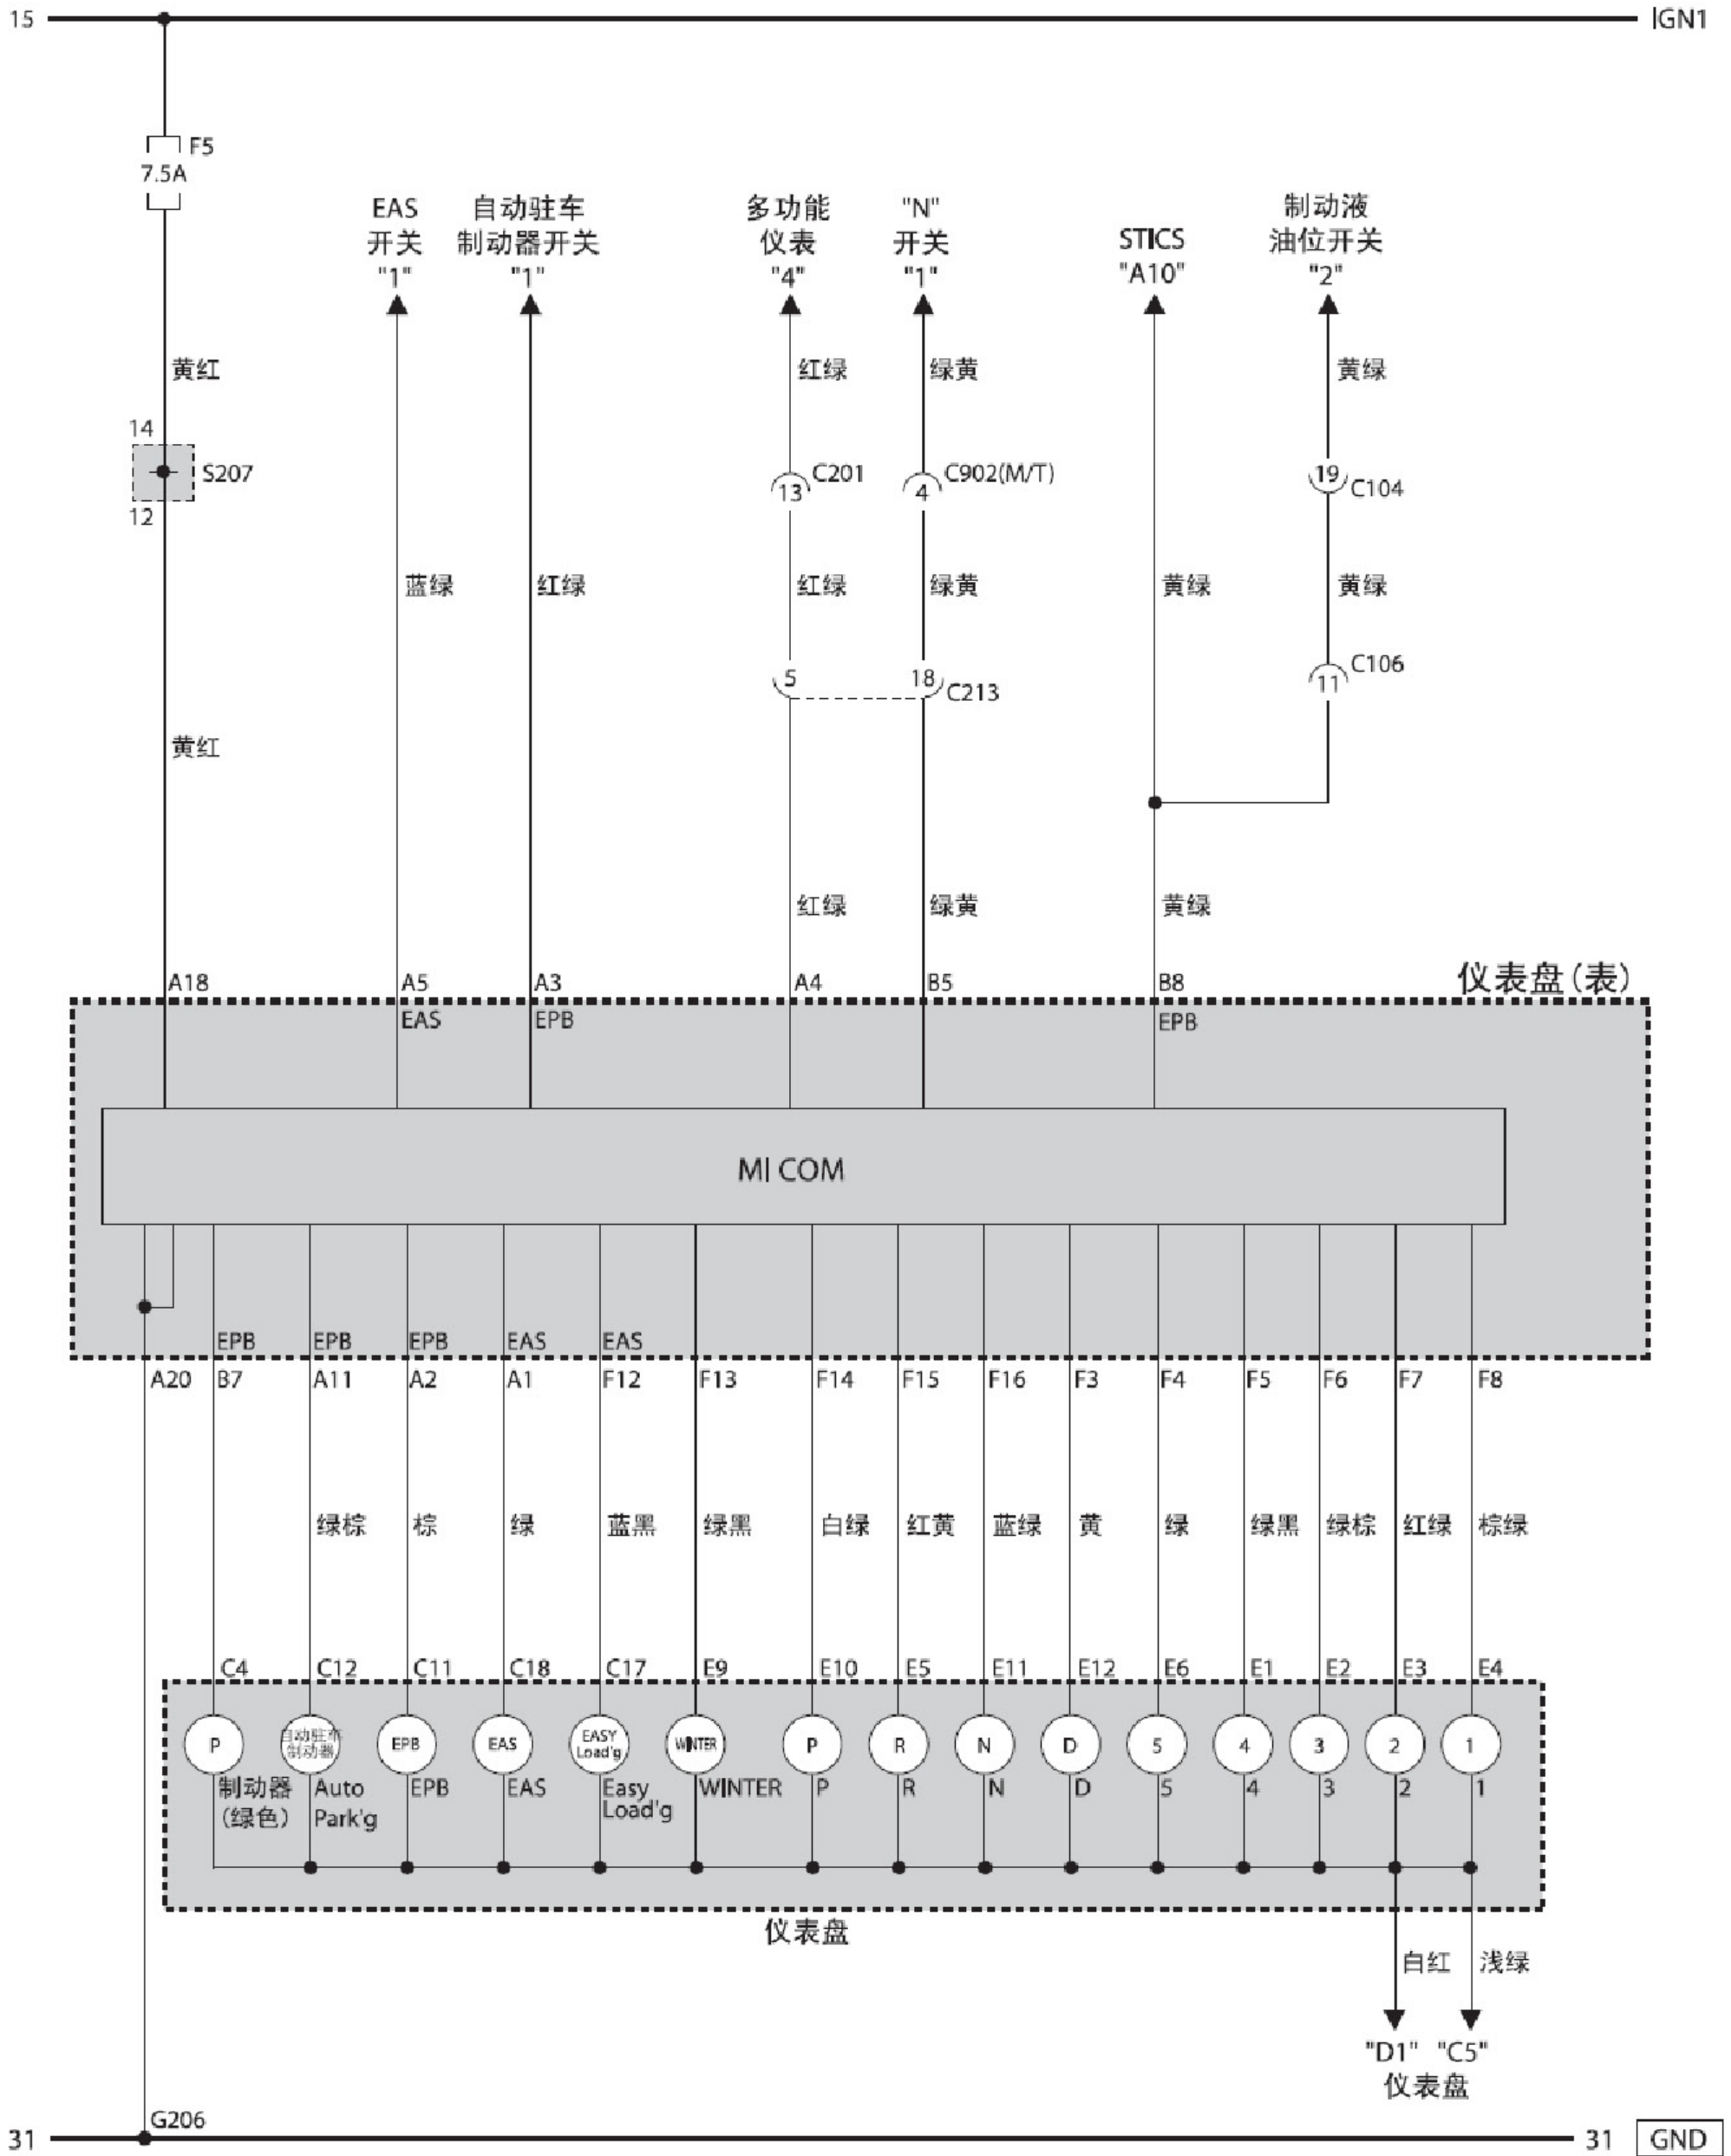 15 IGN1
F5
7.5A
EAS 自动驻车 多功能 "N" 制动液
开关 制动器开关 仪表 开关 STICS 油位开关
"1" "1" "4" "1" "A10" "2"
黄红 红绿 绿黄 黄绿
14
S207 C201 C902(M/T) 19 C104
13 4
12
蓝绿 红绿 红绿 绿黄 黄绿 黄绿
5 18 C213 C106
11
黄红
红绿 绿黄 黄绿
仪表盘(表)
A18 A5 A3 A4 B5 B8
EAS EPB EPB
MI COM
EPB EPB EPB EAS EAS
A20 B7 A11 A2 A1 F12 F13 F14 F15 F16 F3 F4 F5 F6 F7 F8
绿棕 棕 绿 蓝黑 绿黑 白绿 红黄 蓝绿 黄 绿 绿黑 绿棕 红绿 棕绿
C4 C12 C11 C18 C17 E9 E10 E5 E11 E12 E6 E1 E2 E3 E4
P 自动驻车 EPB EAS EASY WINTER P R N D 5 4 3 2 1
制动器 Load'g
制动器 Auto EPB EAS Easy WINTER P R N D 5 4 3 2 1
(绿色) Park'g Load'g
仪表盘
白红 浅绿
"D1" "C5"
仪表盘
G206
31 31 GND